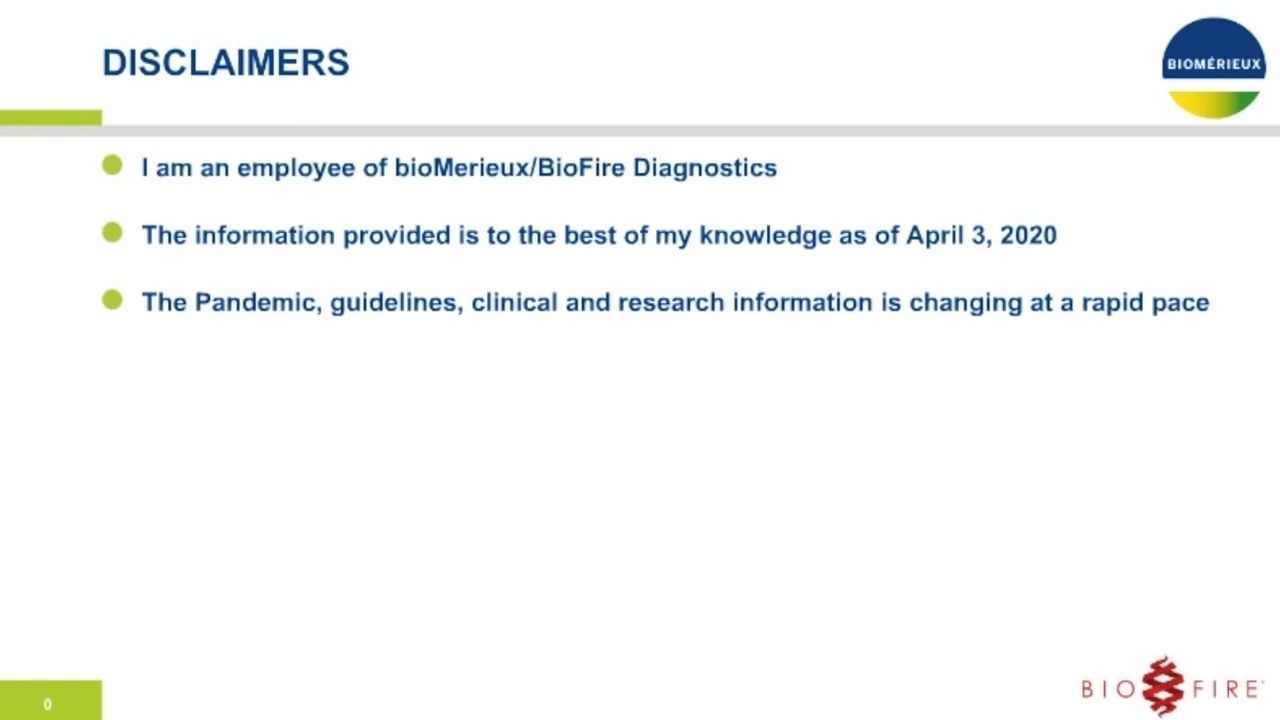 DISCLAIMERS
BIOMÉRIEUX
I am an employee of bioMerieux/BioFire Diagnostics
The information provided is to the best of my knowledge as of April 3, 2020
The Pandemic, guidelines, clinical and research information is changing at a rapid pace
0
BIO FIRE